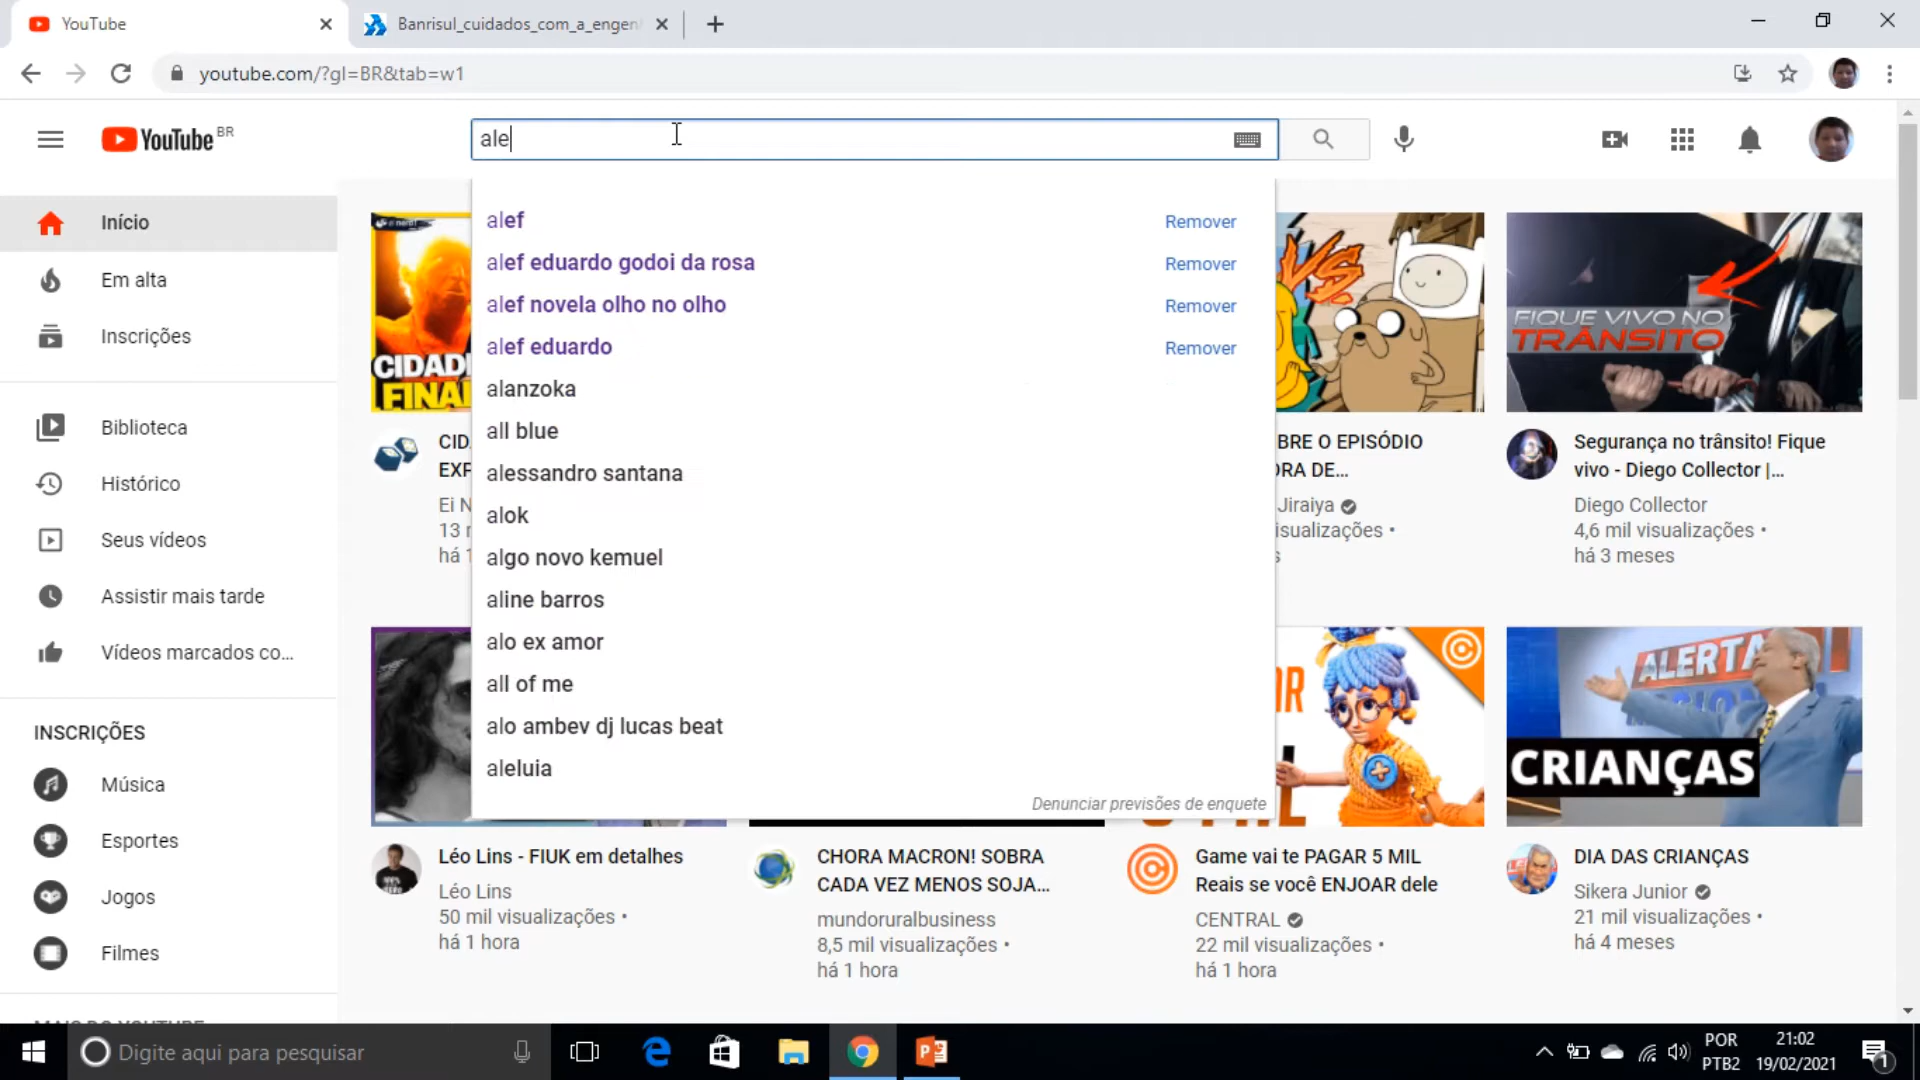 YouTube
Banrisul_cuidados_com_a_engen
youtube.com/?gl=BR&tab=w1
YouTube BR
ale
Início
Em alta
Inscrições
Biblioteca
Histórico
Seus vídeos
Assistir mais tarde
Vídeos marcados co...
INSCRIÇÕES
Música
Esportes
Jogos
Filmes
alef Remover
alef eduardo godoi da rosa Remover
alef novela olho no olho Remover
alef eduardo Remover
alanzoka
all blue
alessandro santana
alok
algo novo kemuel
aline barros
alo ex amor
all of me
alo ambev dj lucas beat
aleluia
Denunciar previsões de enquete
CIDAD
FINAL
CID
EXP
Ei N
13 m
há 1
VS
BRE O EPISÓDIO
ORA DE...
Jiraiya
isualizações •
FIQUE VIVO NO
TRÂNSITO
Segurança no trânsito! Fique
vivo - Diego Collector |...
Diego Collector
4,6 mil visualizações •
há 3 meses
Léo Lins - FIUK em detalhes
Léo Lins
50 mil visualizações •
há 1 hora
CHORA MACRON! SOBRA
CADA VEZ MENOS SOJA...
mundoruralbusiness
8,5 mil visualizações •
há 1 hora
Game vai te PAGAR 5 MIL
Reais se você ENJOAR dele
CENTRAL
22 mil visualizações •
há 1 hora
ALERTA
CRIANÇAS
DIA DAS CRIANÇAS
Sikera Junior
21 mil visualizações •
há 4 meses
MAIS DO YOUTUBE
Digite aqui para pesquisar
POR
PTB2
21:02
19/02/2021
1